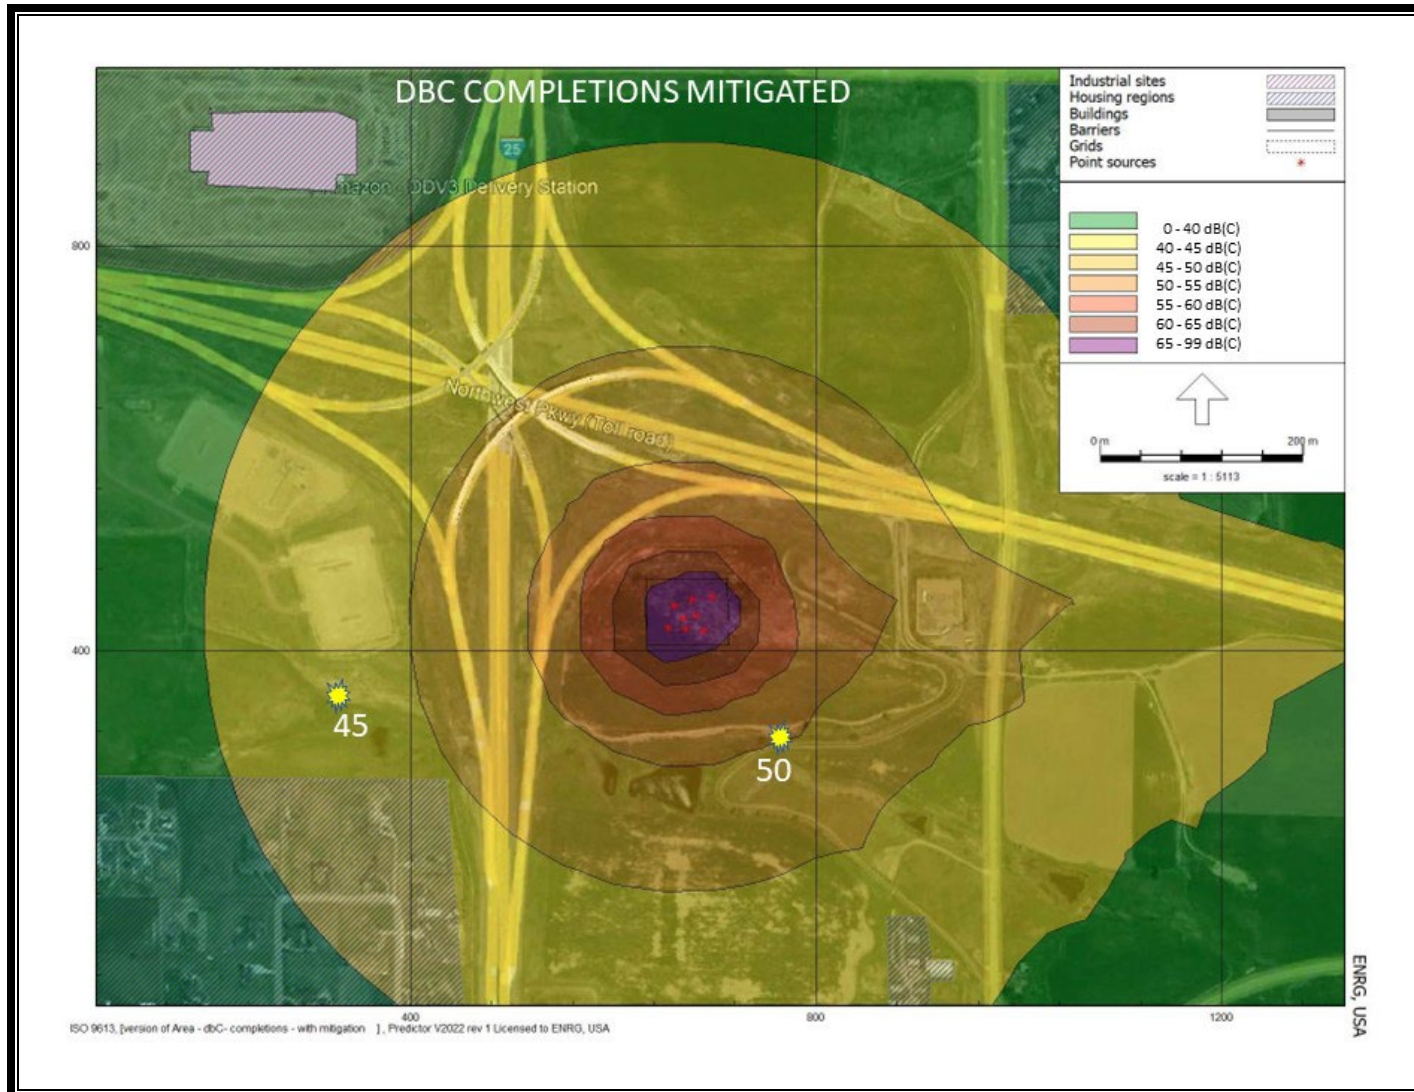 DBC COMPLETIONS MITIGATED
Industrial sites
Housing regions
Buildings
Barriers
Grids
Point sources
25
Amazon - DDV3 Delivery Station
0 - 40 dB(C)
40 - 45 dB(C)
45 - 50 dB(C)
50 - 55 dB(C)
55 - 60 dB(C)
60 - 65 dB(C)
65 - 99 dB(C)
800
Northwest Pkwy (Toll road)
0 m
200 m
scale = 1 : 5113
400
45
50
ENRG, USA
400
800
1200
ISO 9613, [version of Area - dbC- completions - with mitigation ] , Predictor V2022 rev 1 Licensed to ENRG, USA